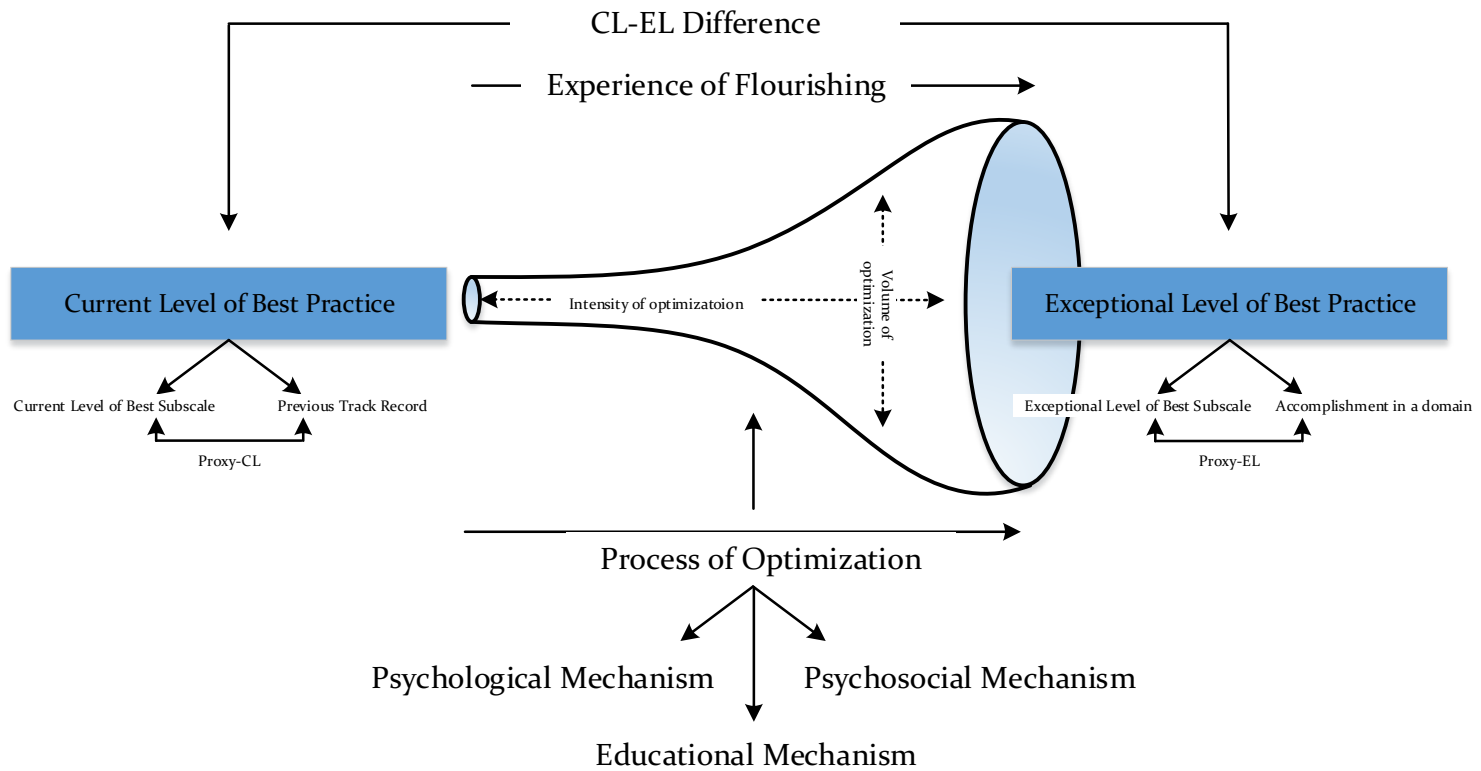 CL-EL Difference
Experience of Flourishing
Current Level of Best Practice
Intensity of optimizatoion
Volume of
optimization
Exceptional Level of Best Practice
Current Level of Best Subscale
Previous Track Record
Exceptional Level of Best Subscale
Accomplishment in a domain
Proxy-CL
Proxy-EL
Process of Optimization
Psychological Mechanism
Psychosocial Mechanism
Educational Mechanism